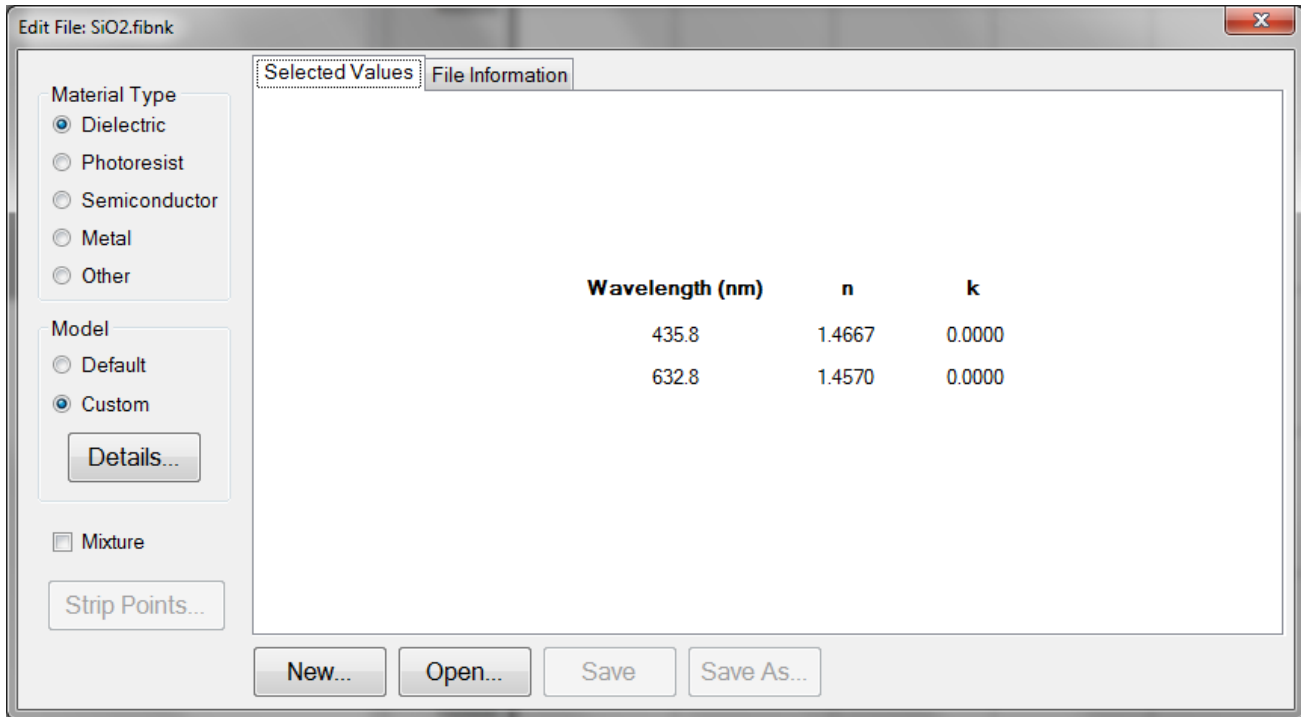 Edit File: SiO2.fibnk
x
Selected Values File Information
Material Type
Dielectric
Photoresist
Semiconductor
Metal
Other
Model
Default
Custom
Details...
Mixture
Strip Points...
Wavelength (nm) n k
435.8 1.4667 0.0000
632.8 1.4570 0.0000
New... Open... Save Save As...